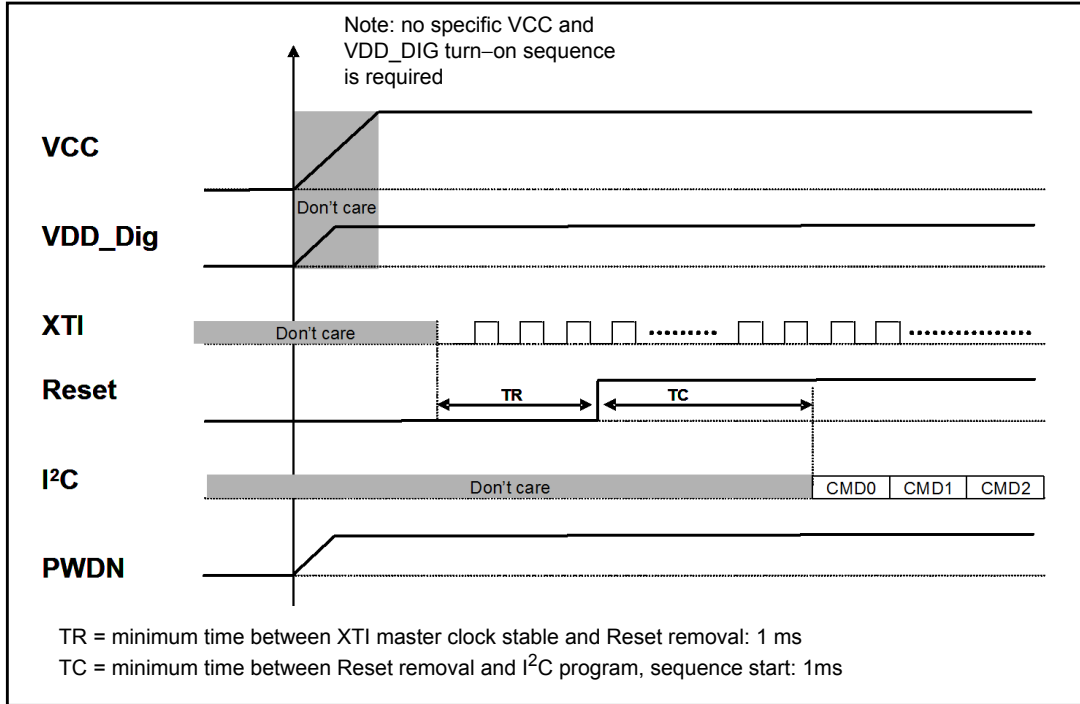 Note: no specific VCC and
VDD_DIG turn–on sequence
is required
VCC
Don't care
VDD_Dig
XTI
Don't care
Reset
TR
TC
I²C
Don't care
CMD0
CMD1
CMD2
PWDN
TR = minimum time between XTI master clock stable and Reset removal: 1 ms
TC = minimum time between Reset removal and I²C program, sequence start: 1ms